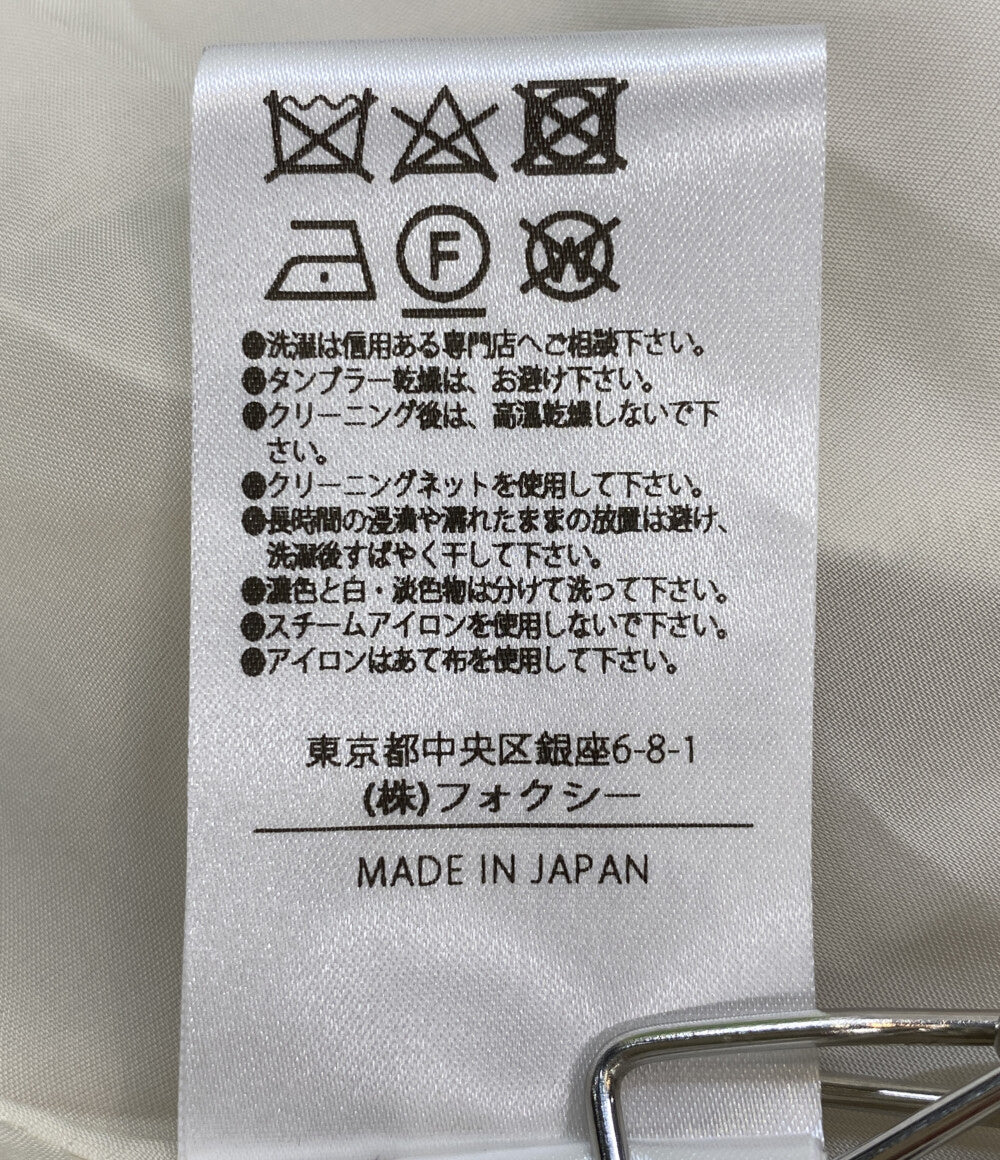 F
W
●洗濯は信用ある専門店へご相談下さい。
●タンブラー乾燥は、お避け下さい。
●クリーニング後は、高温乾燥しないで下
さい。
●クリーニングネットを使用して下さい。
●長時間の浸漬や濡れたままの放置は避け、
洗濯後すばやく干して下さい。
●濃色と白・淡色物は分けて洗って下さい。
●スチームアイロンを使用しないで下さい。
●アイロンはあて布を使用して下さい。
東京都中央区銀座6-8-1
(株)フォクシー
MADE IN JAPAN